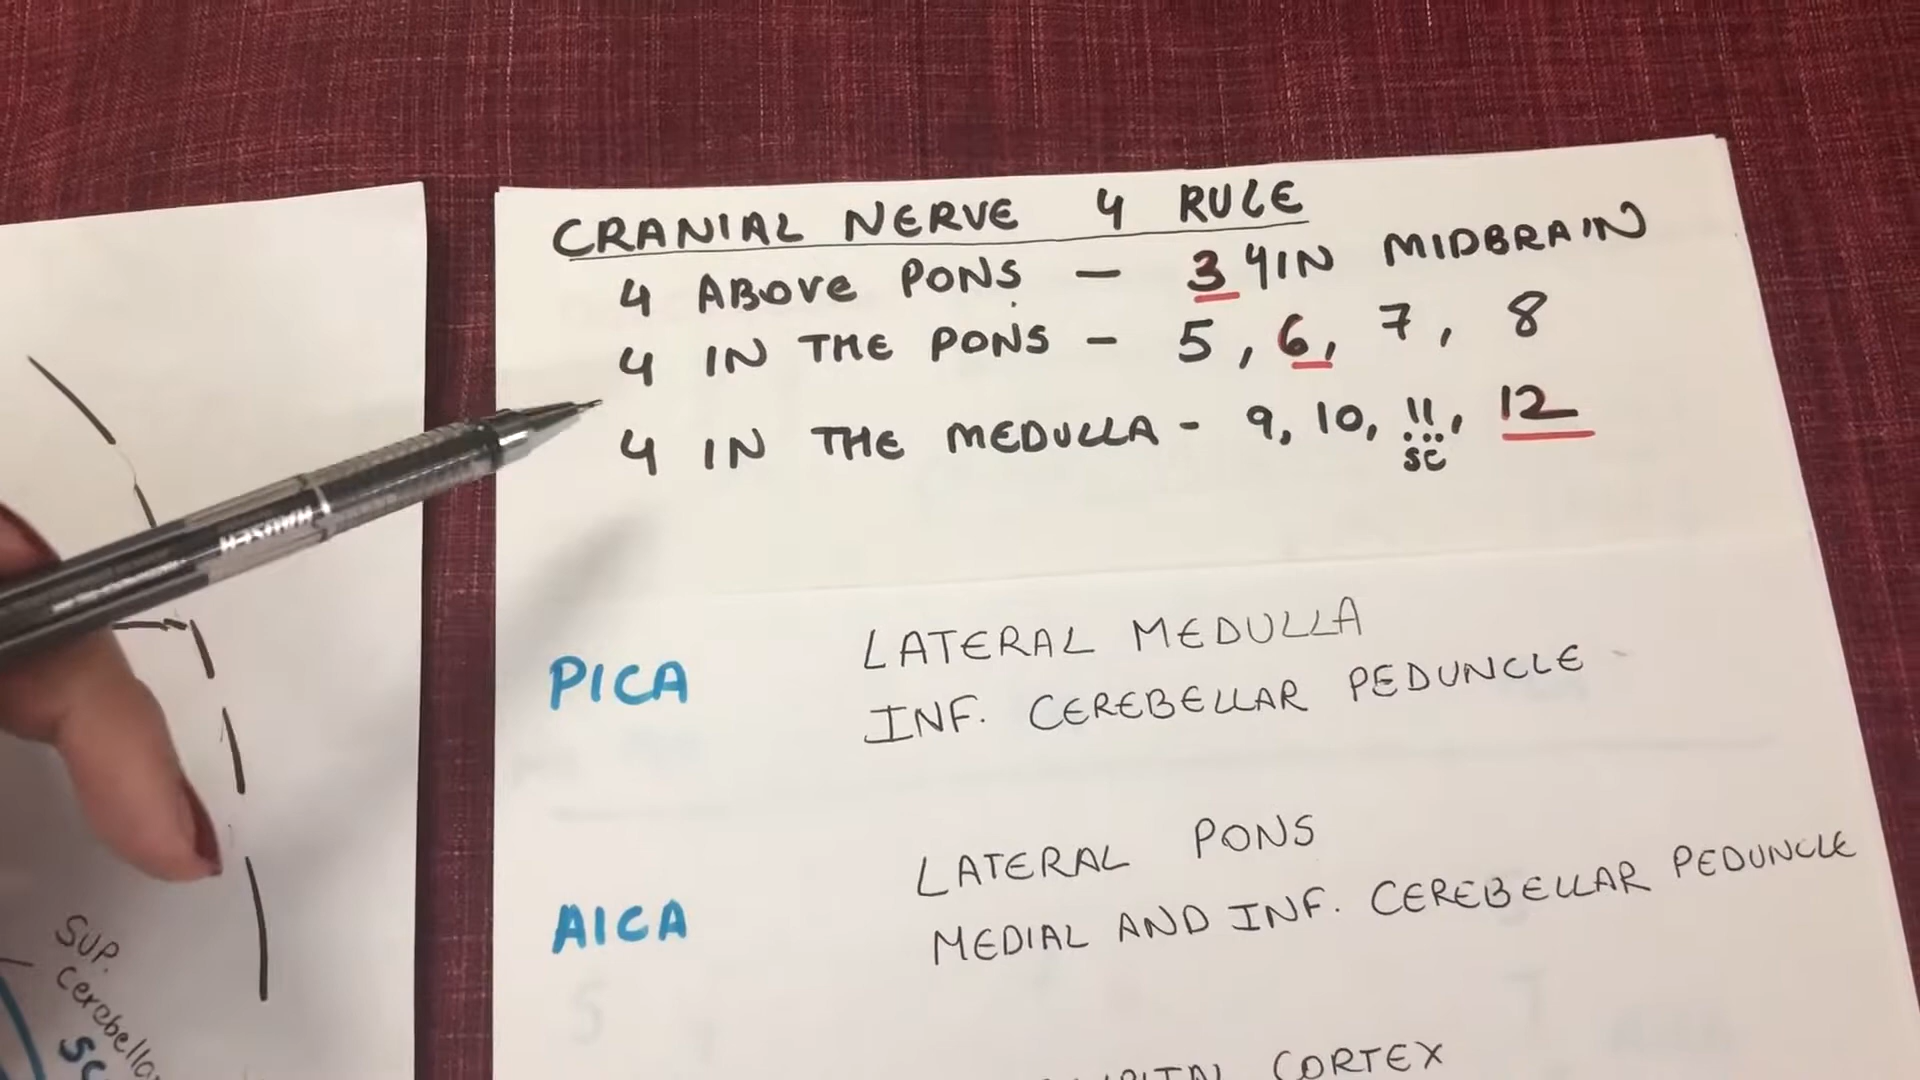 CRANIAL NERVE 4 RULE
4 ABOVE PONS — 3 4 IN MIDBRAIN
4 IN THE PONS - 5, 6, 7, 8
4 IN THE MEDULLA - 9, 10, 11, 12
SC
PICA
LATERAL MEDULLA
INF. CEREBELLAR PEDUNCLE
AICA
LATERAL PONS
MEDIAL AND INF. CEREBELLAR PEDUNCLE
CORTEX
SUP.